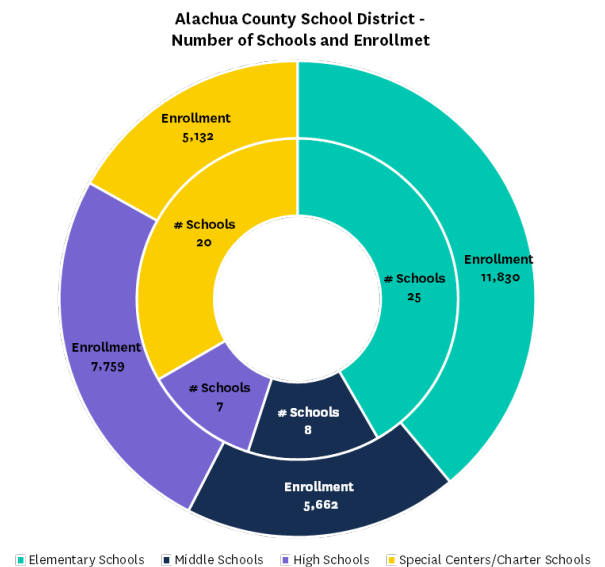 Alachua County School District -
Number of Schools and Enrollmet
Enrollment
5,132
# Schools
20
Enrollment
11,830
# Schools
25
Enrollment
7,759
# Schools
7
# Schools
8
Enrollment
5,662
Elementary Schools
Middle Schools
High Schools
Special Centers/Charter Schools